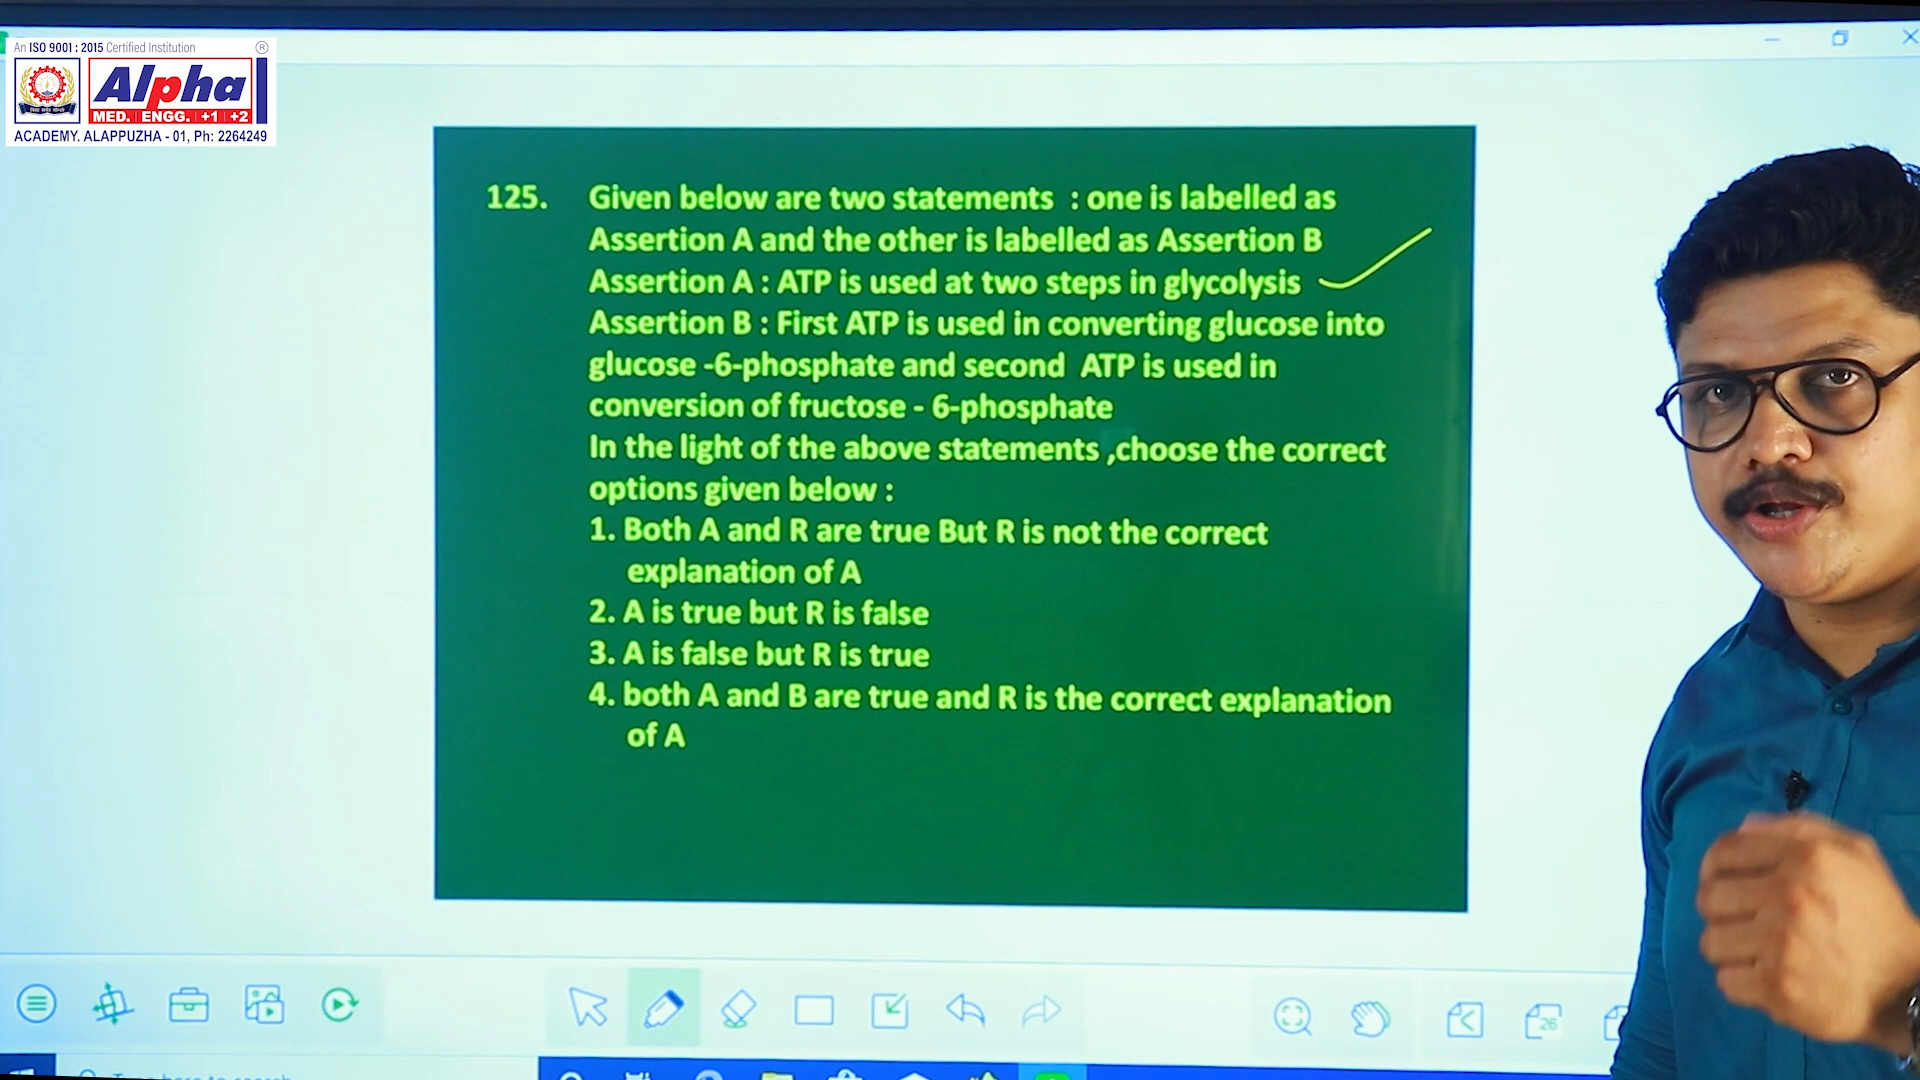 An ISO 9001 : 2015 Certified Institution ®
Alpha
MED. ENGG. +1 +2
ACADEMY. ALAPPUZHA - 01, Ph: 2264249
125. Given below are two statements : one is labelled as
Assertion A and the other is labelled as Assertion B
Assertion A : ATP is used at two steps in glycolysis
Assertion B : First ATP is used in converting glucose into
glucose -6-phosphate and second ATP is used in
conversion of fructose - 6-phosphate
In the light of the above statements ,choose the correct
options given below :
1. Both A and R are true But R is not the correct
explanation of A
2. A is true but R is false
3. A is false but R is true
4. both A and B are true and R is the correct explanation
of A
26